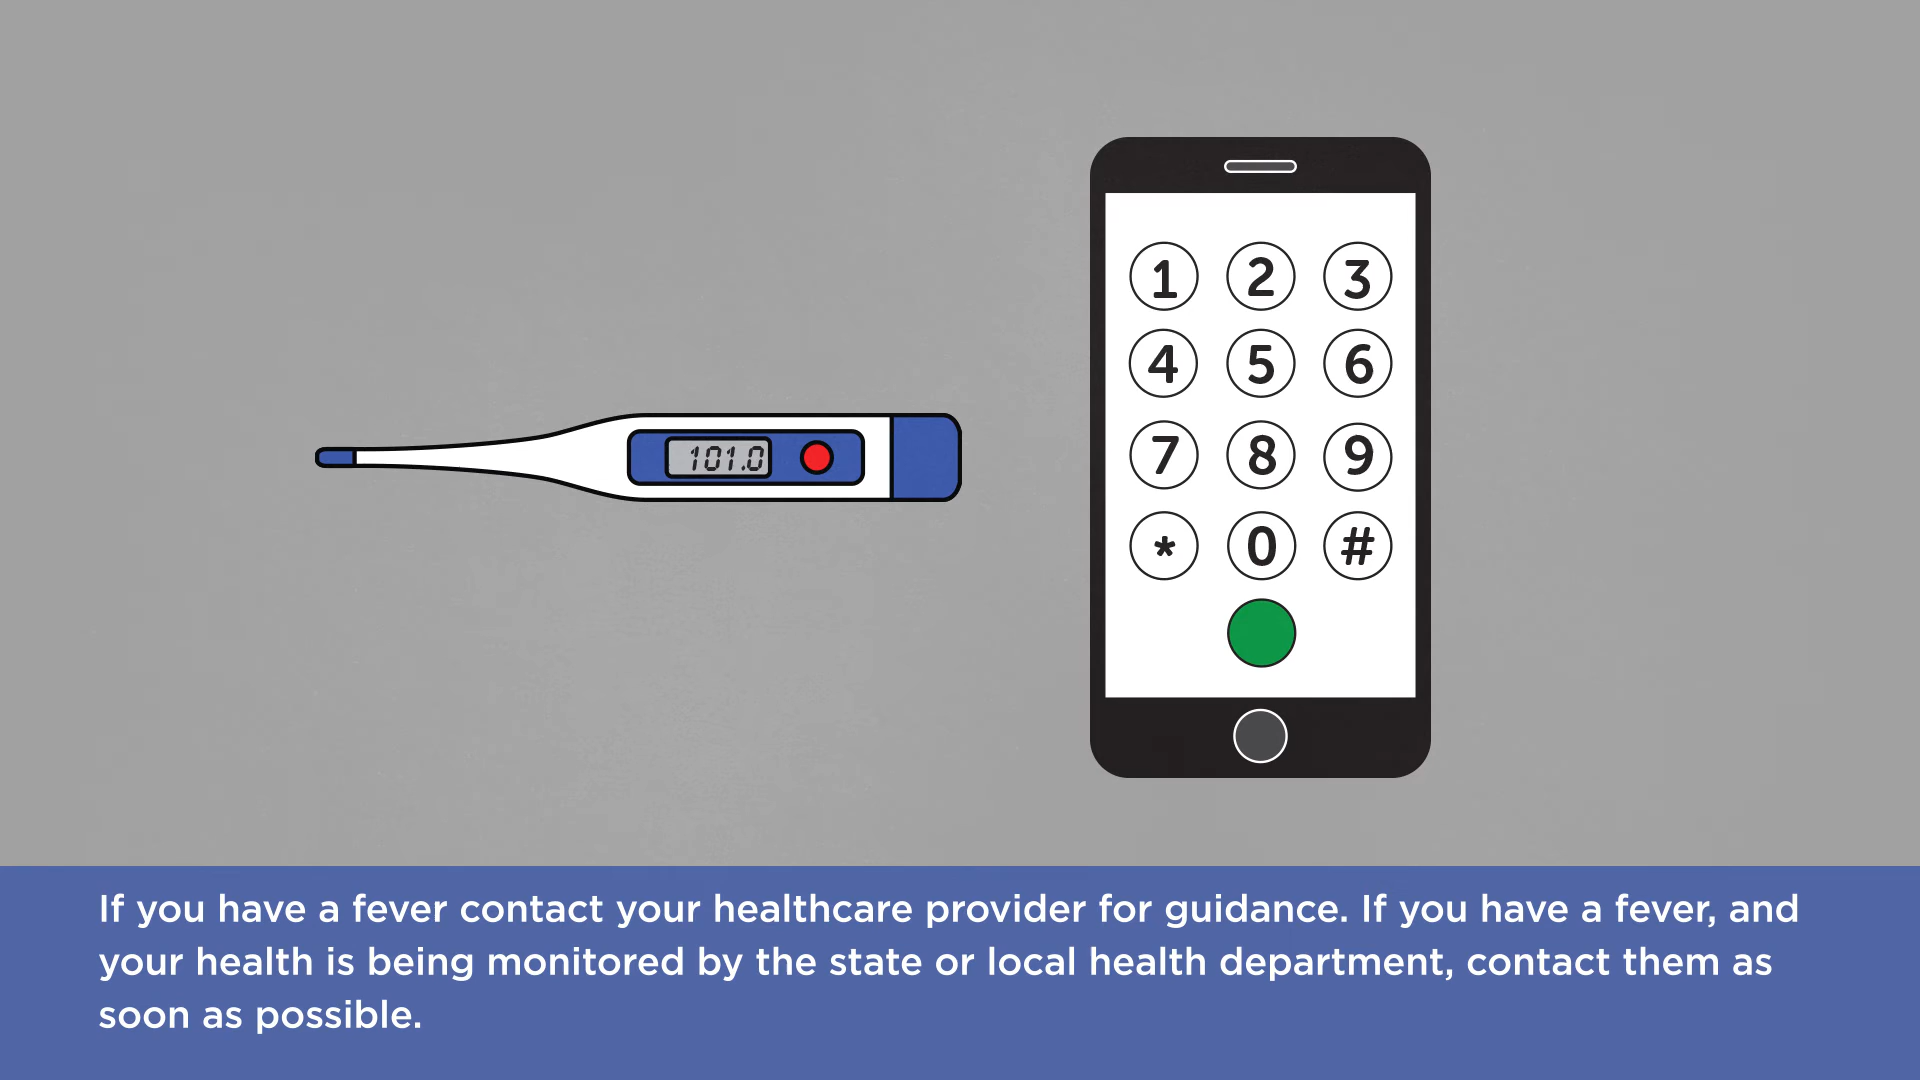 101.0
1 2 3
4 5 6
7 8 9
* 0 #
If you have a fever contact your healthcare provider for guidance. If you have a fever, and
your health is being monitored by the state or local health department, contact them as
soon as possible.